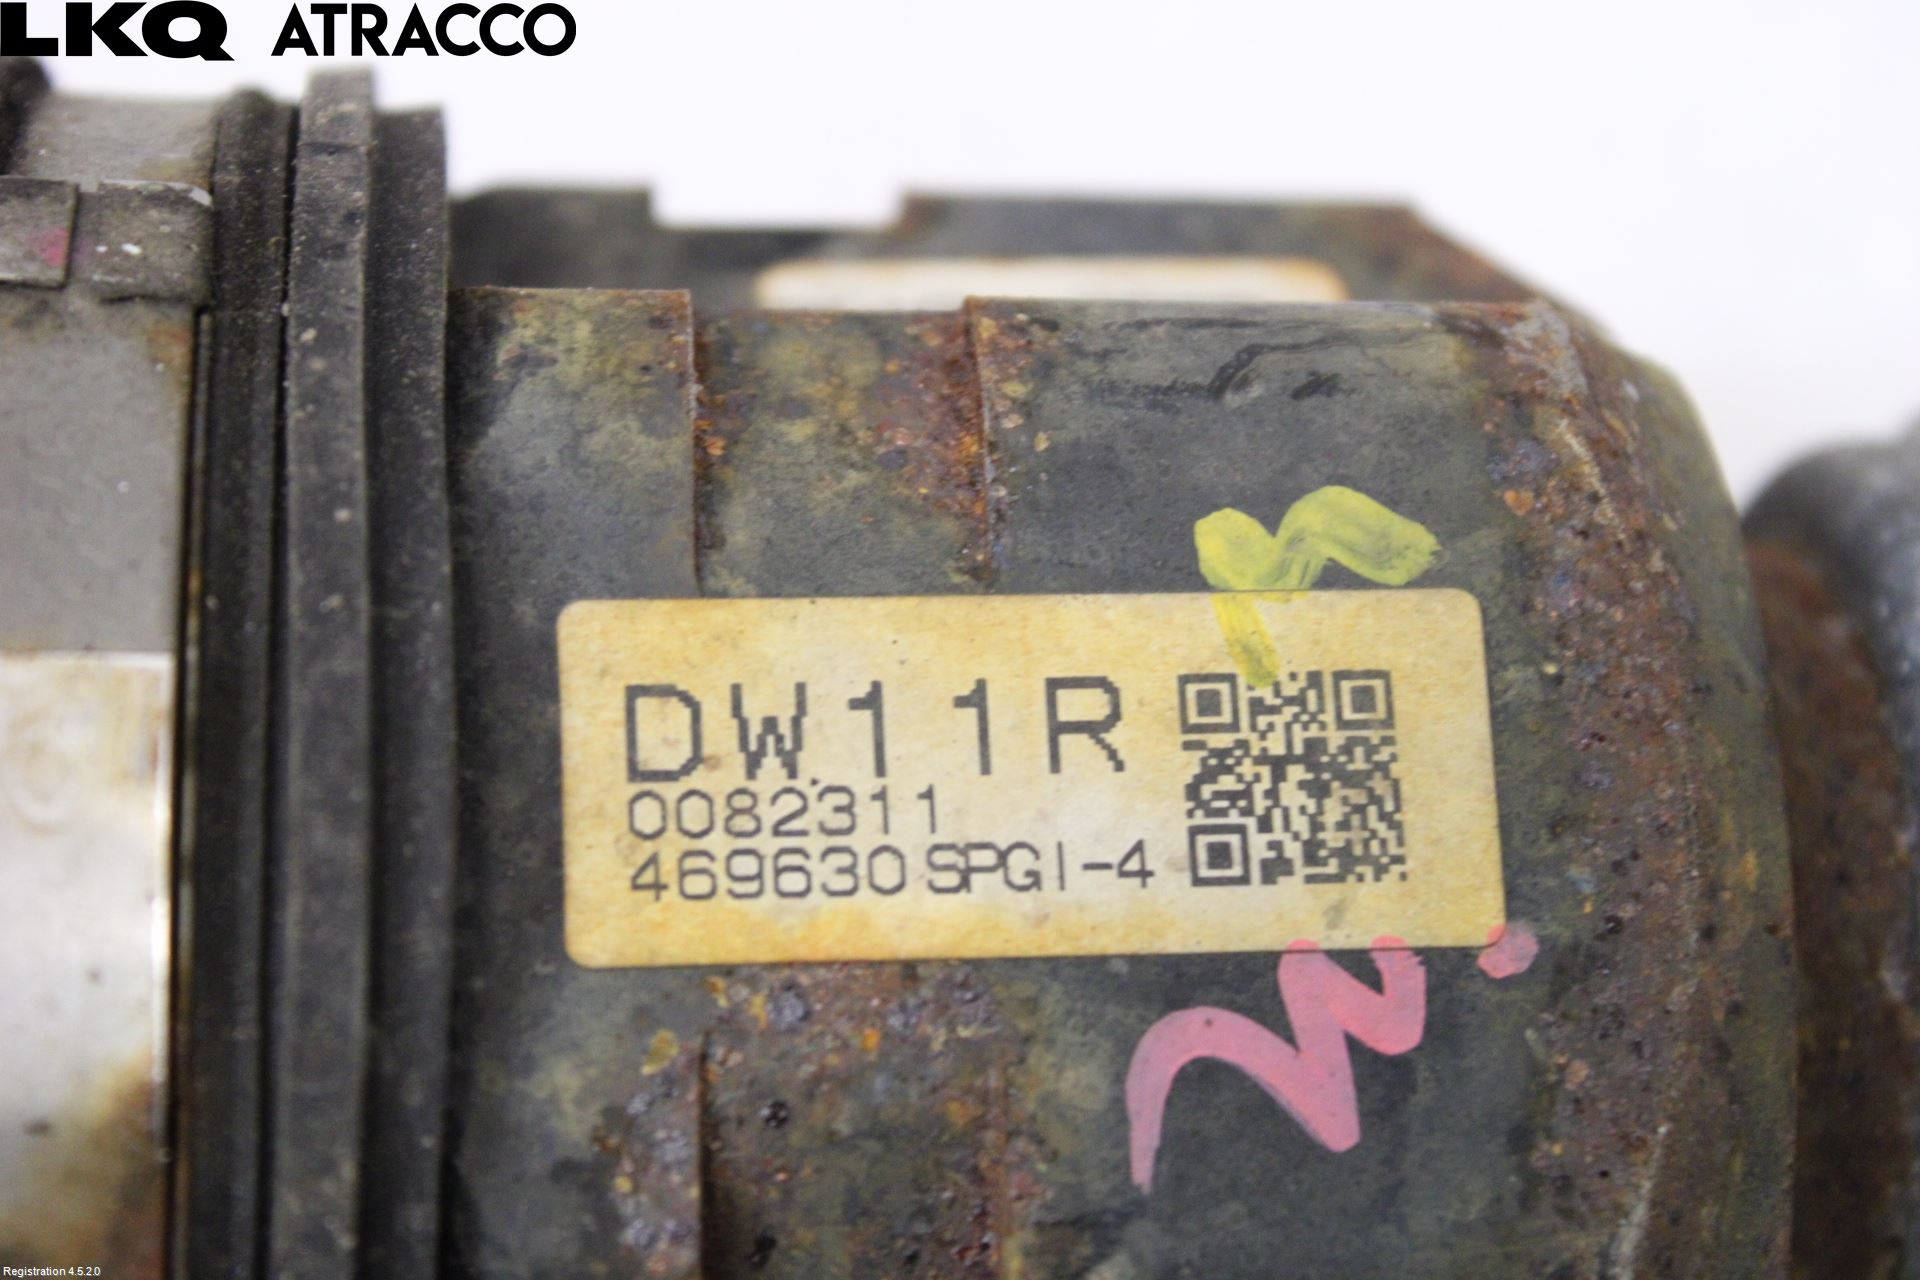 LKQ ATRACCO
DW11R
0082311
469630 SPGI-4
Registration 4.5.2.0